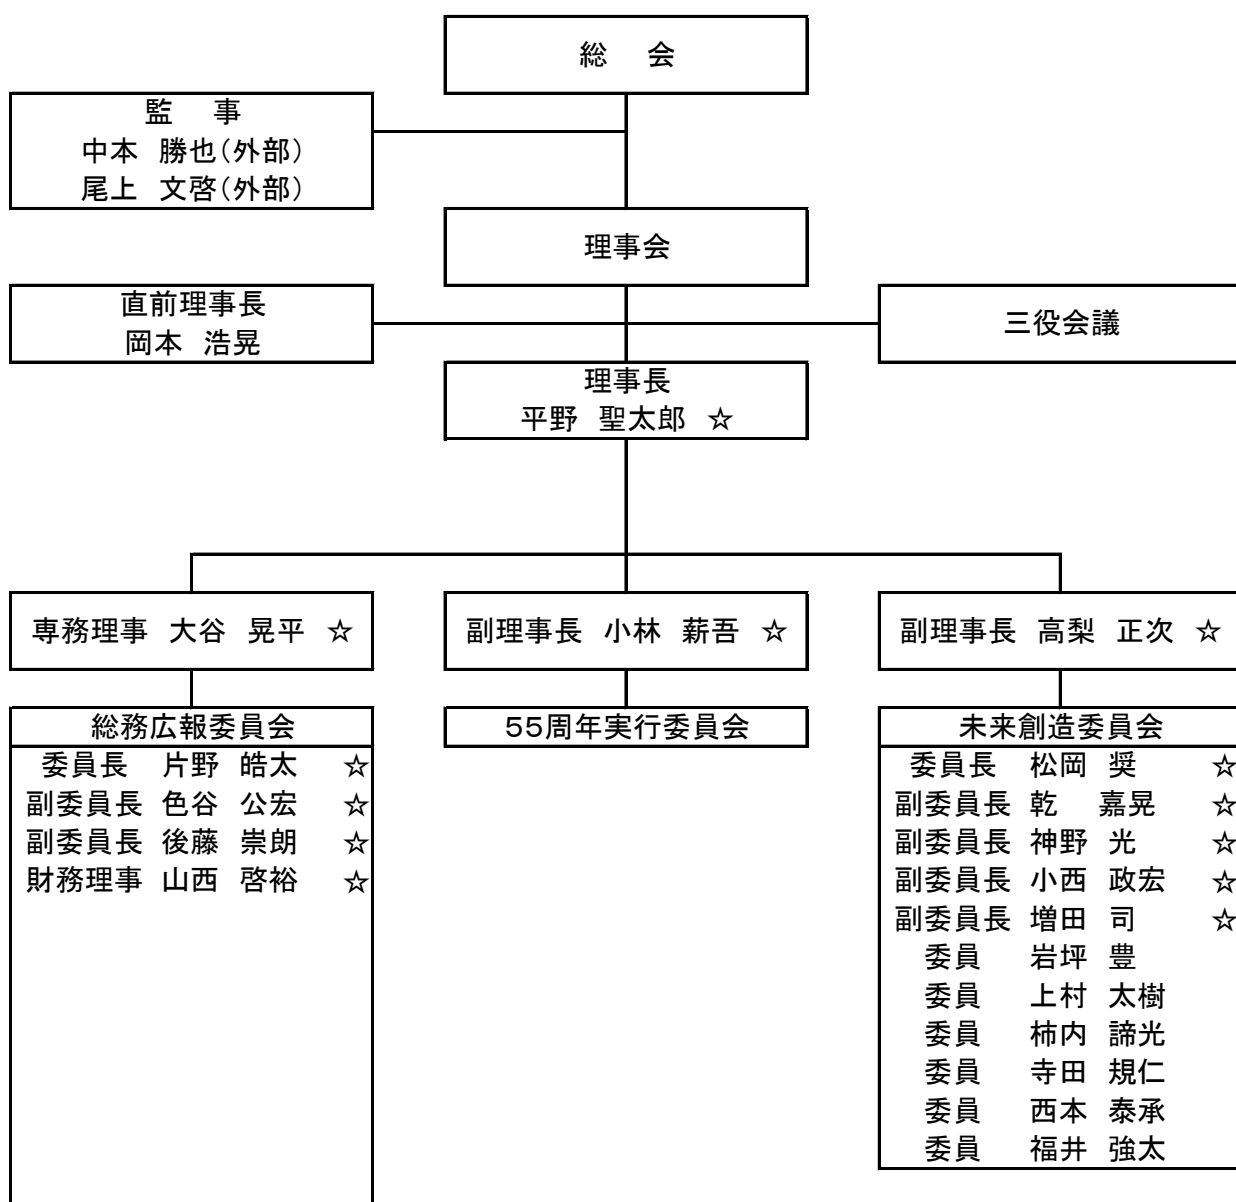 総 会
監 事
中本 勝也(外部)
尾上 文啓(外部)
理事会
直前理事長
岡本 浩晃
三役会議
理事長
平野 聖太郎 ☆
専務理事 大谷 晃平 ☆
副理事長 小林 薪吾 ☆
副理事長 高梨 正次 ☆
総務広報委員会
委員長 片野 皓太 ☆
副委員長 色谷 公宏 ☆
副委員長 後藤 崇朗 ☆
財務理事 山西 啓裕 ☆
55周年実行委員会
未来創造委員会
委員長 松岡 奨 ☆
副委員長 乾 嘉晃 ☆
副委員長 神野 光 ☆
副委員長 小西 政宏 ☆
副委員長 増田 司 ☆
委員 岩坪 豊
委員 上村 太樹
委員 柿内 諦光
委員 寺田 規仁
委員 西本 泰承
委員 福井 強太